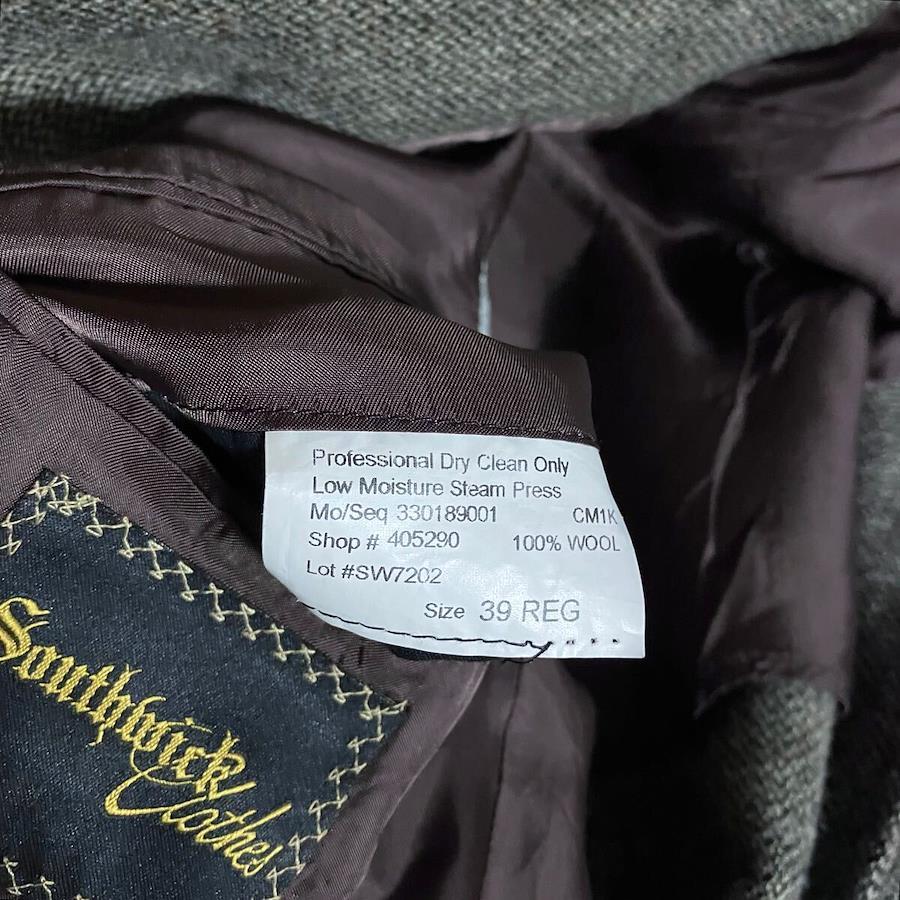 Professional Dry Clean Only
Low Moisture Steam Press
Mo/Seq 330189001 CM1K
Shop # 405290 100% WOOL
Lot #SW7202
Size 39 REG
Southwick
Clothes